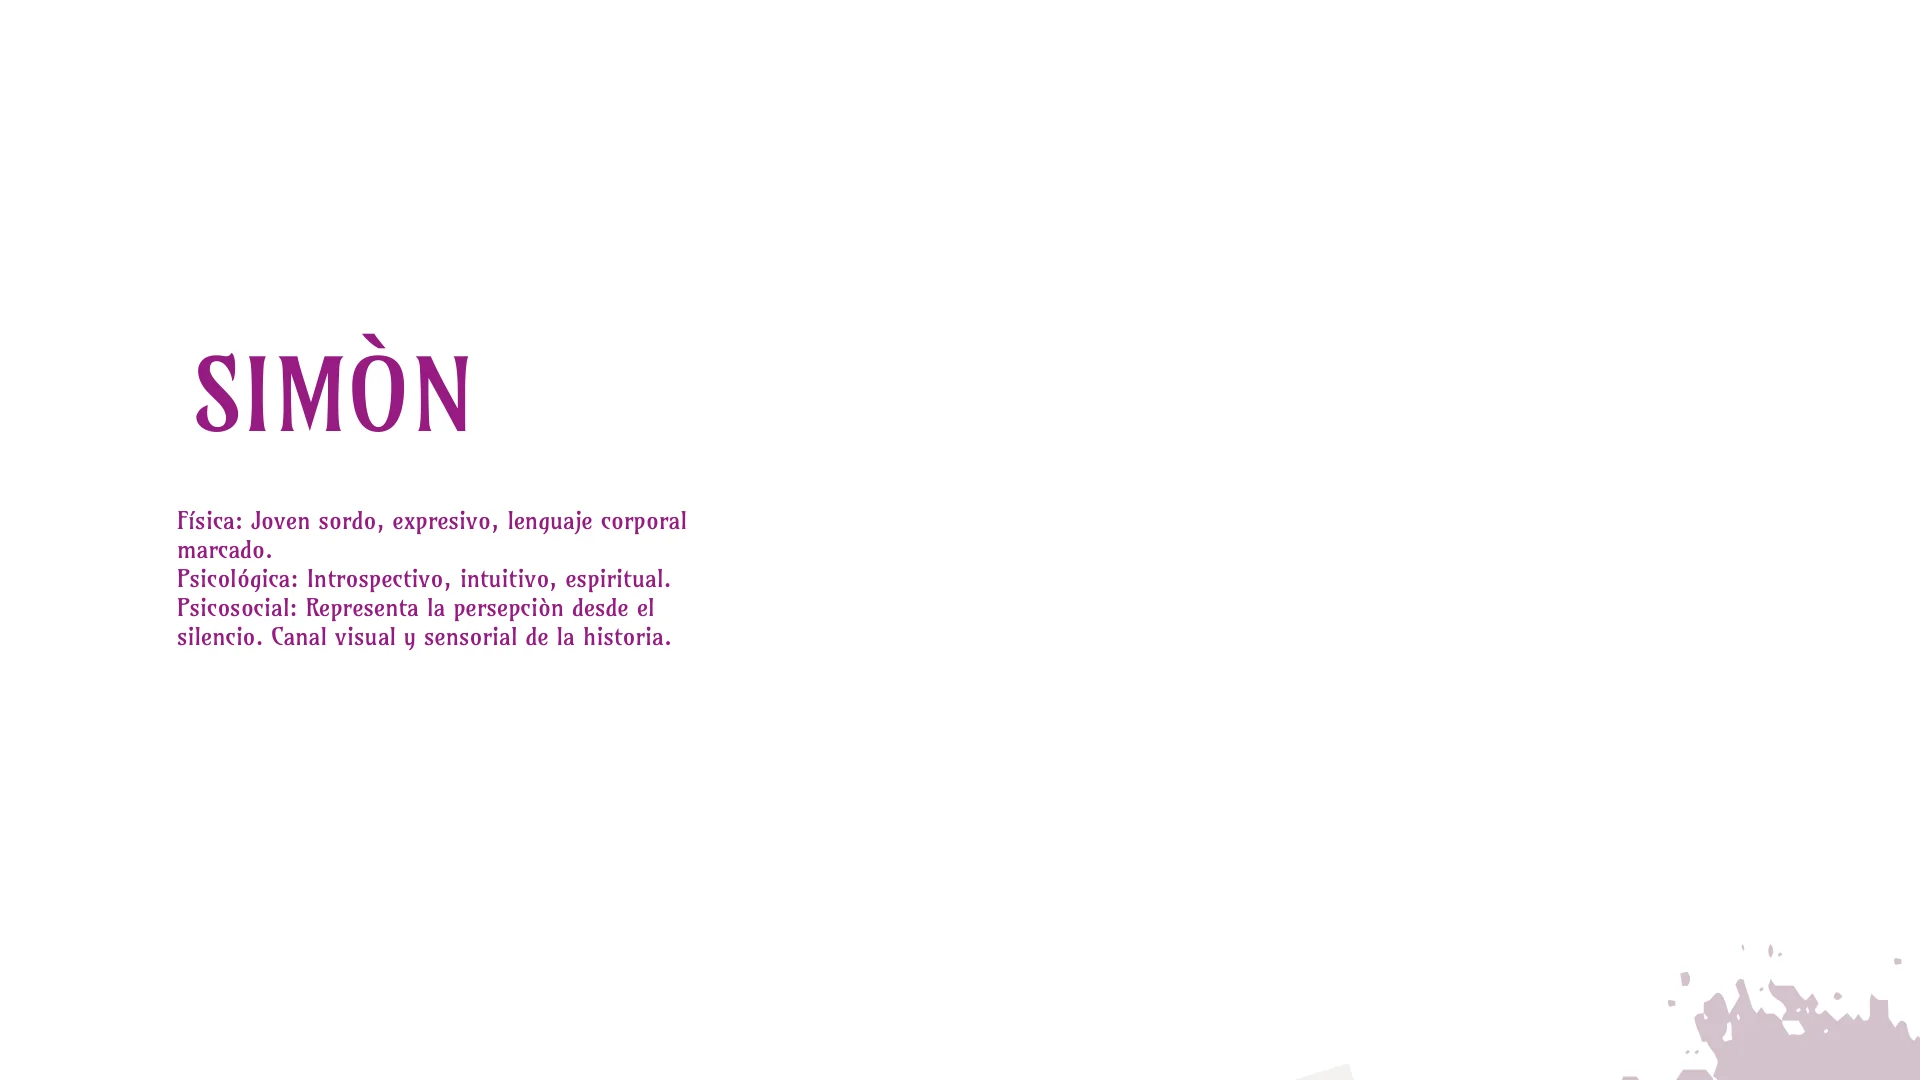 SIMÒN
Física: Joven sordo, expresivo, lenguaje corporal
marcado.
Psicológica: Introspectivo, intuitivo, espiritual.
Psicosocial: Representa la persepciòn desde el
silencio. Canal visual y sensorial de la historia.